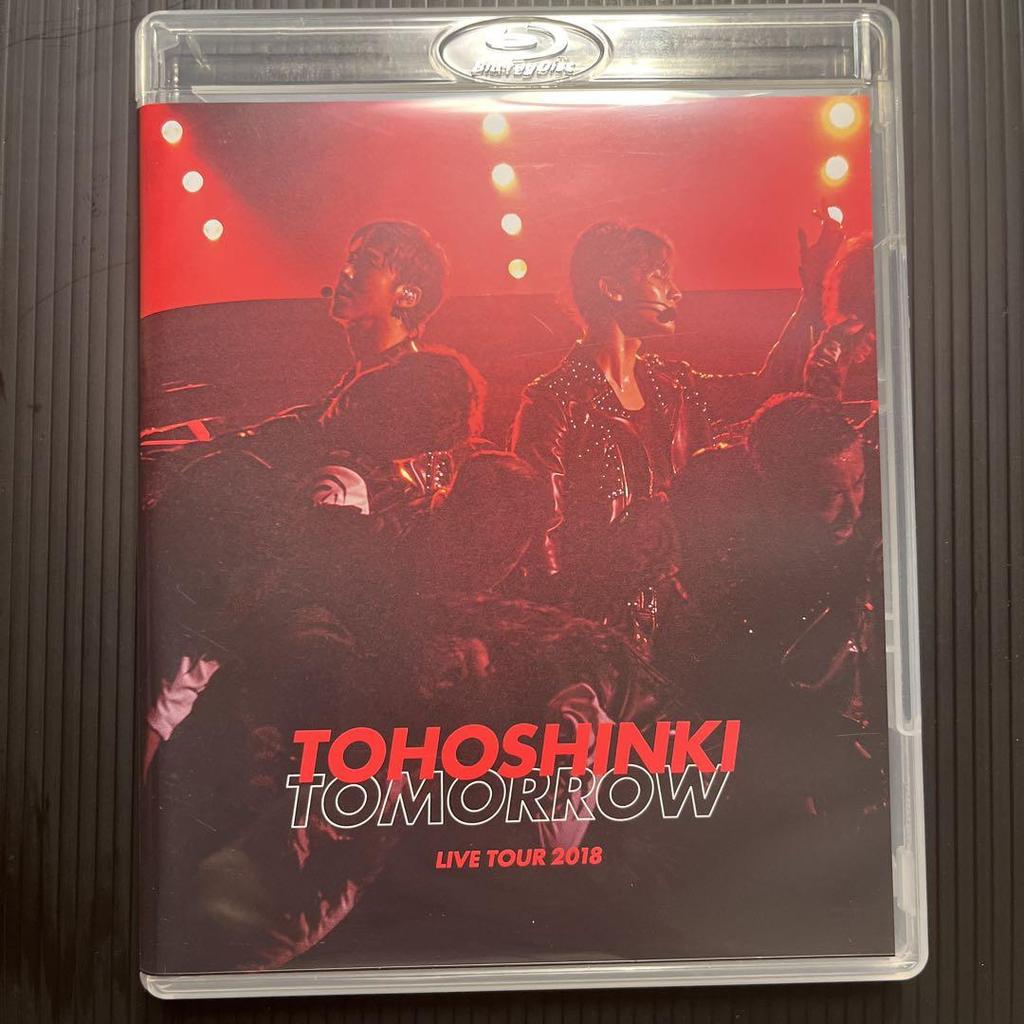 Blu-ray Disc
TOHOSHINKI
TOMORROW
LIVE TOUR 2018